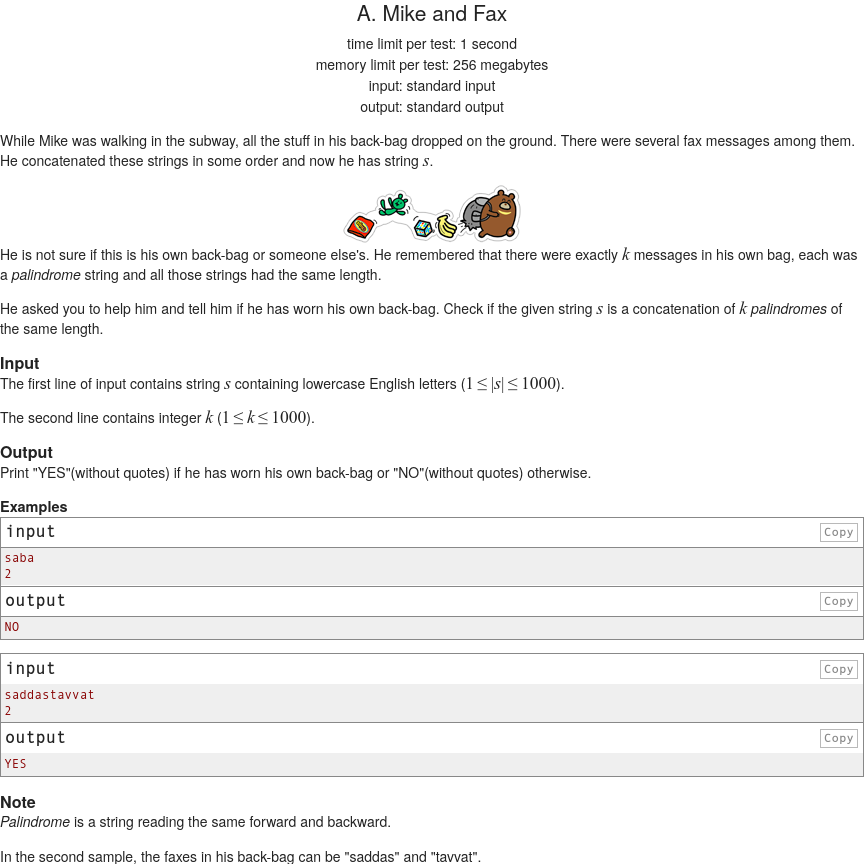 A. Mike and Fax
time limit per test: 1 second
memory limit per test: 256 megabytes
input: standard input
output: standard output
While Mike was walking in the subway, all the stuff in his back-bag dropped on the ground. There were several fax messages among them.
He concatenated these strings in some order and now he has string s.
He is not sure if this is his own back-bag or someone else's. He remembered that there were exactly k messages in his own bag, each was
a palindrome string and all those strings had the same length.
He asked you to help him and tell him if he has worn his own back-bag. Check if the given string s is a concatenation of k palindromes of
the same length.
Input
The first line of input contains string s containing lowercase English letters (1 ≤ |s| ≤ 1000).
The second line contains integer k (1 ≤ k ≤ 1000).
Output
Print "YES"(without quotes) if he has worn his own back-bag or "NO"(without quotes) otherwise.
Examples
input Copy
saba
2
output Copy
NO
input Copy
saddastavvat
2
output Copy
YES
Note
Palindrome is a string reading the same forward and backward.
In the second sample, the faxes in his back-bag can be "saddas" and "tavvat".